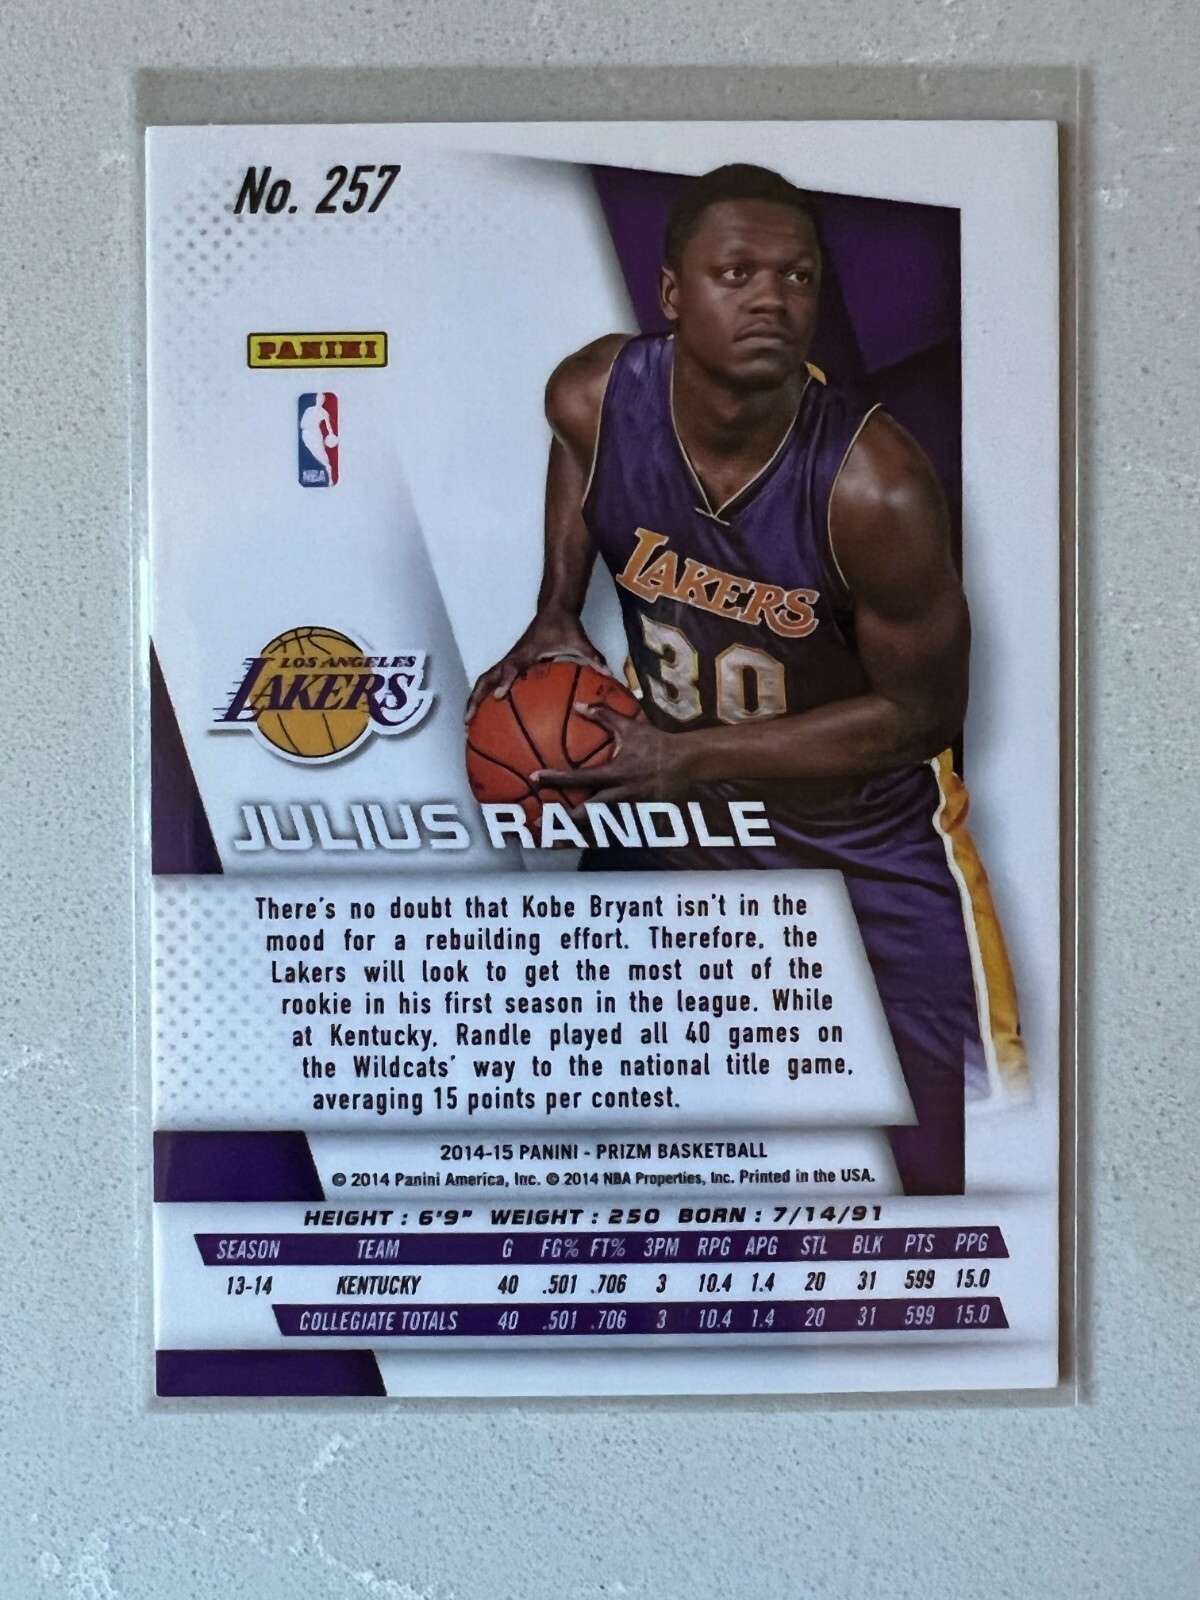 No. 257
PANINI
NBA
LOS ANGELES
LAKERS
LAKERS
30
JULIUS RANDLE
There's no doubt that Kobe Bryant isn't in the
mood for a rebuilding effort. Therefore, the
Lakers will look to get the most out of the
rookie in his first season in the league. While
at Kentucky, Randle played all 40 games on
the Wildcats' way to the national title game,
averaging 15 points per contest.
2014-15 PANINI - PRIZM BASKETBALL
© 2014 Panini America, Inc. © 2014 NBA Properties, Inc. Printed in the USA.
HEIGHT : 6'9" WEIGHT : 250 BORN : 7/14/91
SEASON TEAM G FG% FT% 3PM RPG APG STL BLK PTS PPG
13-14 KENTUCKY 40 .501 .706 3 10.4 1.4 20 31 599 15.0
COLLEGIATE TOTALS 40 .501 .706 3 10.4 1.4 20 31 599 15.0